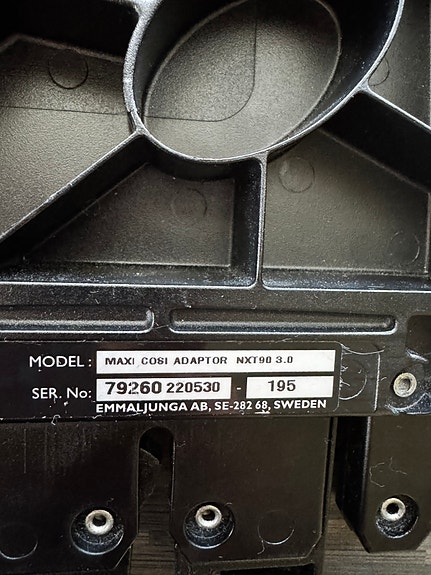 MODEL : MAXI COSI ADAPTOR NXT90 3.0
SER. No: 79260 220530 - 195
EMMALJUNGA AB, SE-282 68, SWEDEN